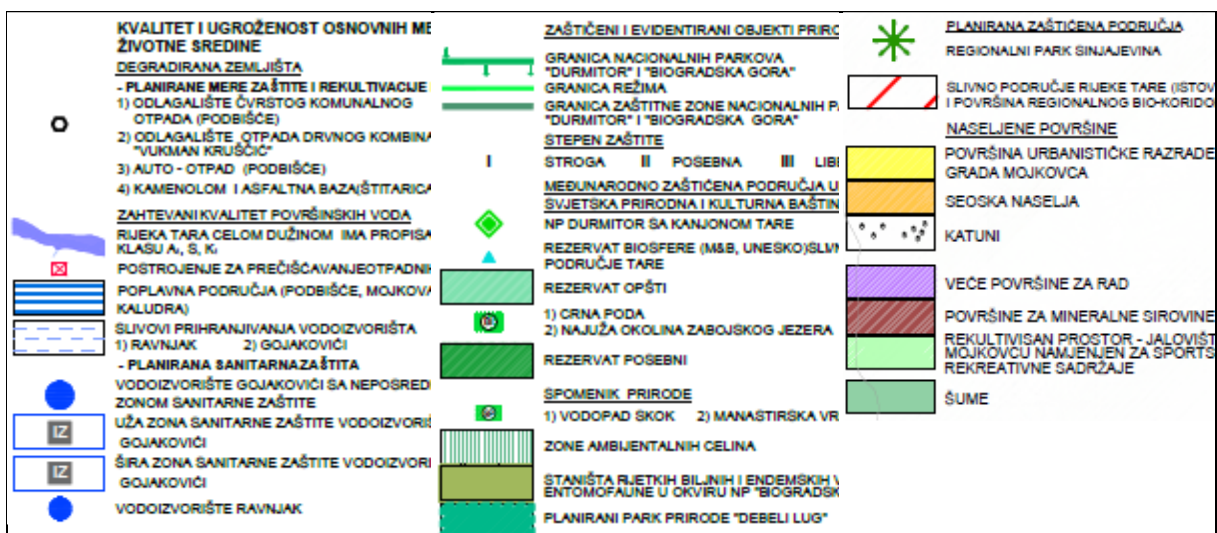 KVALITET I UGROŽENOST OSNOVNIH ME
ŽIVOTNE SREDINE
DEGRADIRANA ZEMLJIŠTA
- PLANIRANE MERE ZAŠTITE I REKULTIVACIJE
1) ODLAGALIŠTE ČVRSTOG KOMUNALNOG
OTPADA (PODBIŠĆE)
2) ODLAGALIŠTE OTPADA DRVNOG KOMBINA
"VUKMAN KRUŠČIĆ"
3) AUTO - OTPAD (PODBIŠĆE)
4) KAMENOLOM I ASFALTNA BAZA(ŠTITARICA
ZAHTEVANI KVALITET POVRŠINSKIH VODA
RIJEKA TARA CELOM DUŽINOM IMA PROPISA
KLASU A₁, S, K₁
POSTROJENJE ZA PREČIŠĆAVANJEOTPADNI
POPLAVNA PODRUČJA (PODBIŠĆE, MOJKOVA
KALUDRA)
SLIVOVI PRIHRANJIVANJA VODOIZVORIŠTA
1) RAVNJAK 2) GOJAKOVIĆI
- PLANIRANA SANITARNAZAŠTITA
VODOIZVORIŠTE GOJAKOVIĆI SA NEPOSRED
ZONOM SANITARNE ZAŠTITE
IZ
UŽA ZONA SANITARNE ZAŠTITE VODOIZVORIŠ
GOJAKOVIĆI
IZ
ŠIRA ZONA SANITARNE ZAŠTITE VODOIZVORI
GOJAKOVIĆI
VODOIZVORIŠTE RAVNJAK
ZAŠTIČENI I EVIDENTIRANI OBJEKTI PRIRO
GRANICA NACIONALNIH PARKOVA
"DURMITOR" I "BIOGRADSKA GORA"
GRANICA REŽIMA
GRANICA ZAŠTITNE ZONE NACIONALNIH P
"DURMITOR" I "BIOGRADSKA GORA"
STEPEN ZAŠTITE
I STROGA II POSEBNA III LIBE
MEĐUNARODNO ZAŠTIĆENA PODRUČJA U
SVJETSKA PRIRODNA I KULTURNA BAŠTIN
NP DURMITOR SA KANJONOM TARE
REZERVAT BIOSFERE (M&B, UNESKO)SLIV
PODRUČJE TARE
REZERVAT OPŠTI
1) CRNA PODA
2) NAJUŽA OKOLINA ZABOJSKOG JEZERA
REZERVAT POSEBNI
SPOMENIK PRIRODE
1) VODOPAD SKOK 2) MANASTIRSKA VR
ZONE AMBIJENTALNIH CELINA
STANIŠTA RIJETKIH BILJNIH I ENDEMSKIH V
ENTOMOFAUNE U OKVIRU NP "BIOGRADSK
PLANIRANI PARK PRIRODE "DEBELI LUG"
PLANIRANA ZAŠTIĆENA PODRUČJA
REGIONALNI PARK SINJAJEVINA
SLIVNO PODRUČJE RIJEKE TARE (ISTOV
I POVRŠINA REGIONALNOG BIO-KORIDO
NASELJENE POVRŠINE
POVRŠINA URBANISTIČKE RAZRADE
GRADA MOJKOVCA
SEOSKA NASELJA
KATUNI
VEĆE POVRŠINE ZA RAD
POVRŠINE ZA MINERALNE SIROVINE
REKULTIVISAN PROSTOR - JALOVIŠT
MOJKOVCU NAMJENJEN ZA SPORTS
REKREATIVNE SADRŽAJE
ŠUME